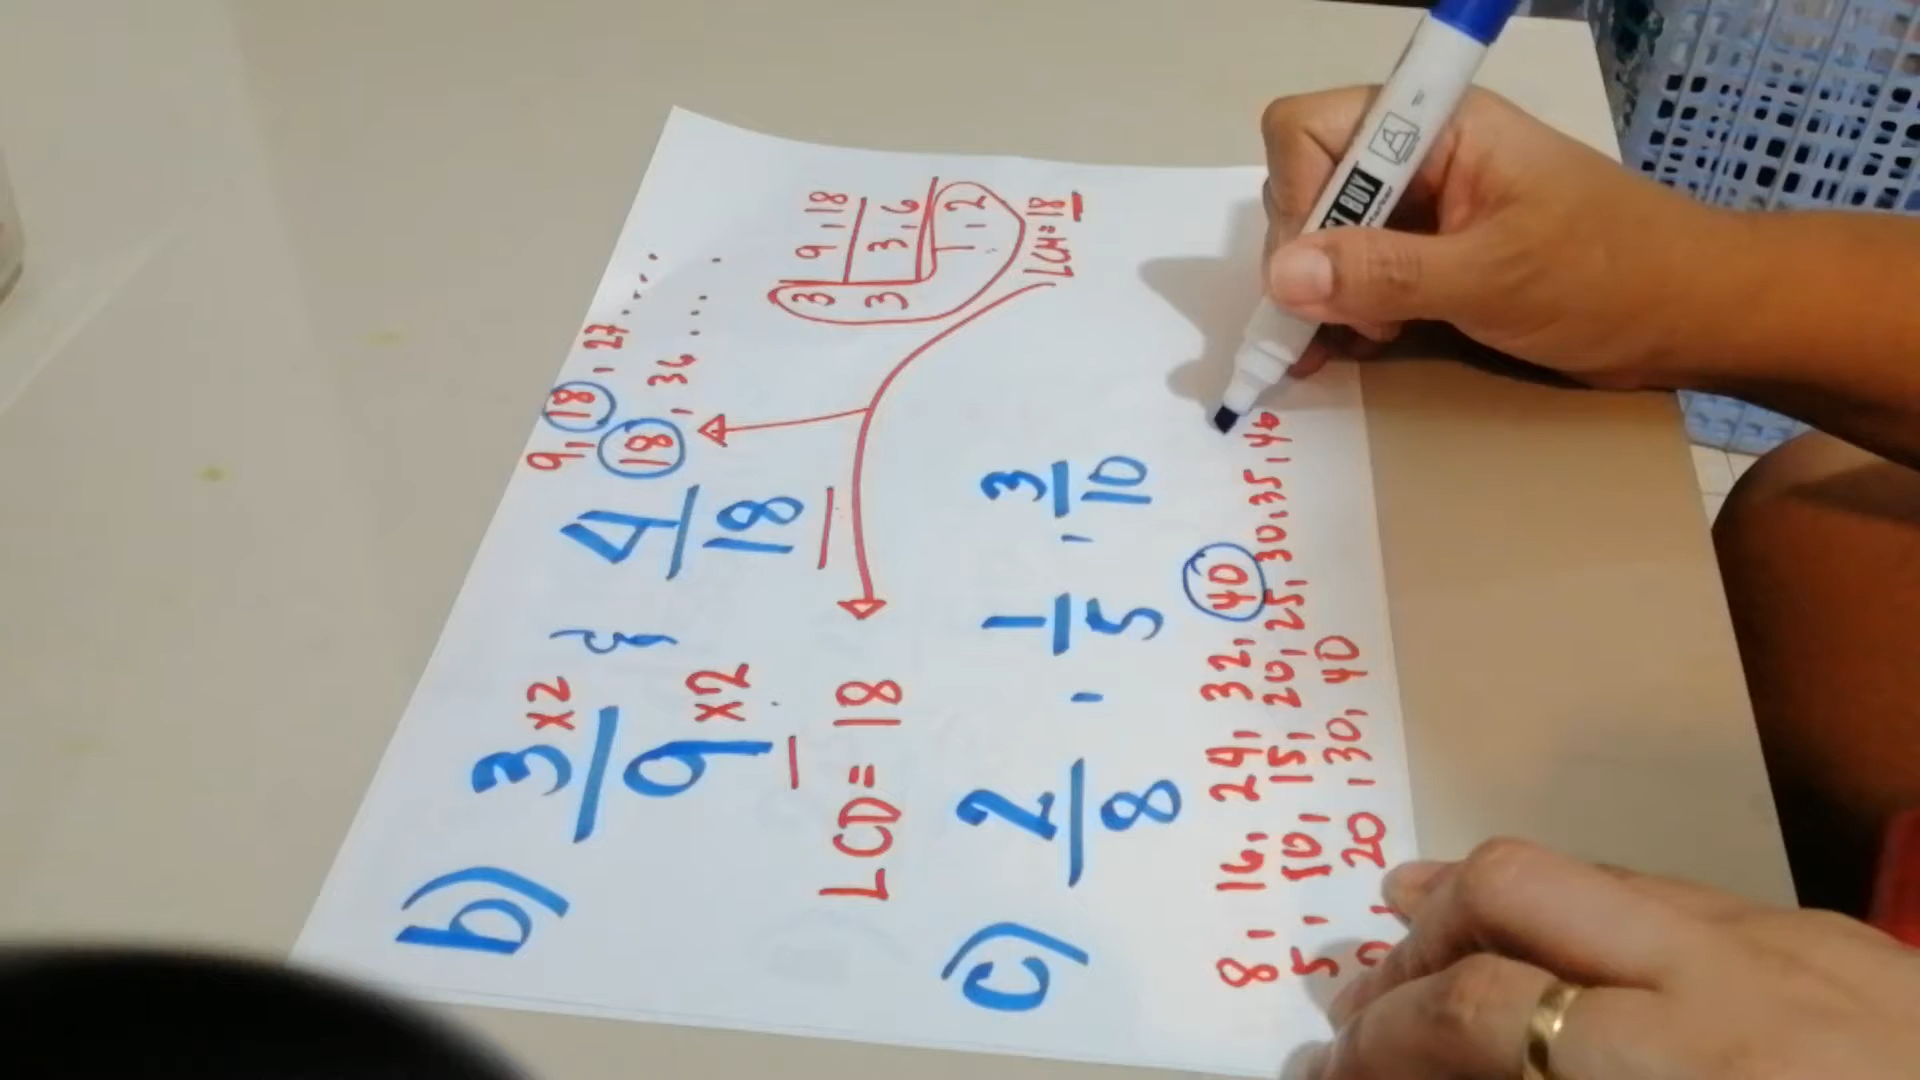 b) 3/9 ×2 ×2 & 4/18
9, 18, 27....
18, 36....
3 9, 18
3 3, 6
1, 2
LCM = 18
LCD = 18
c) 2/8 , 1/5 , 3/10
8, 16, 24, 32, 40
5, 10, 15, 20, 25, 30, 35, 40
20, 30, 40
BUY